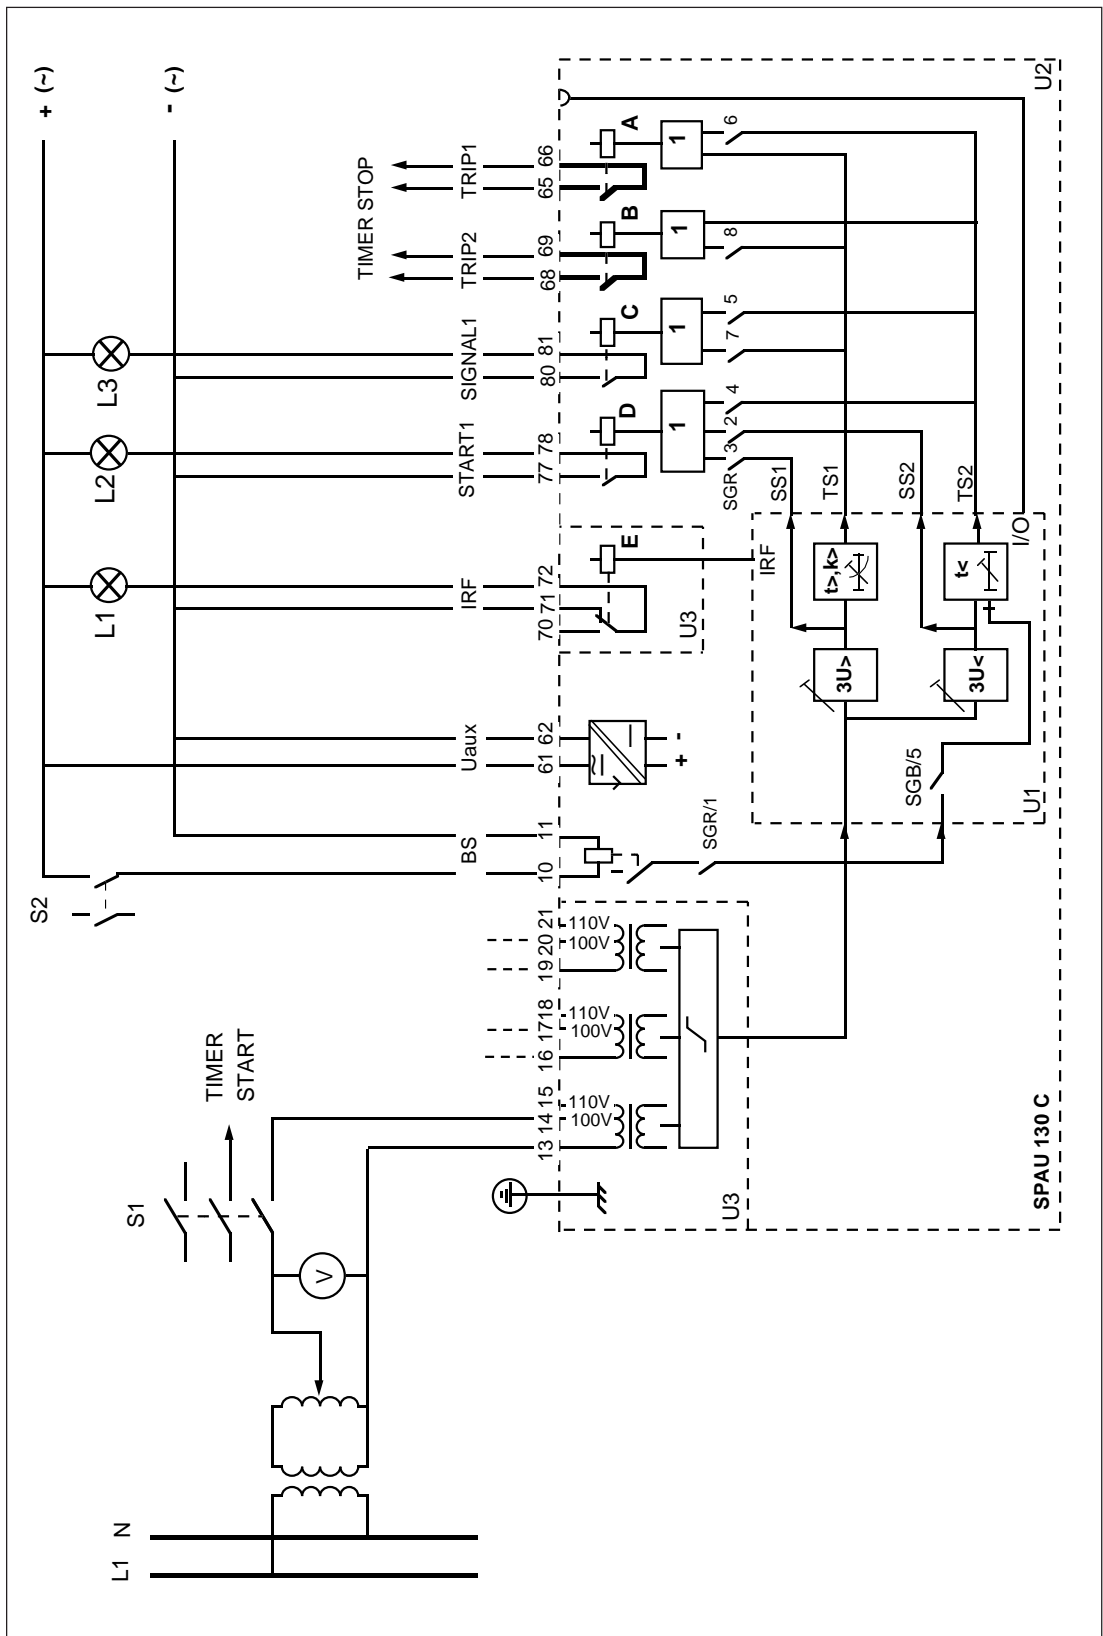 L1
N
S1
TIMER
START
S2
+ (~)
- (~)
L1
L2
L3
V
TIMER STOP
BS
Uaux
IRF
START1
SIGNAL1
TRIP2
TRIP1
13 14 15
16 17 18
19 20 21
10 11
61 62
70 71 72
77 78
80 81
68 69
65 66
100V
110V
100V
110V
100V
110V
U3
+ -
SGR/1
E
U3
D
C
B
A
1
1
1
1
SGR
3 2 4
7 5
8
6
IRF
SS1
TS1
SS2
TS2
I/O
3U>
t>,k>
3U<
t<
SGB/5
U1
U2
SPAU 130 C